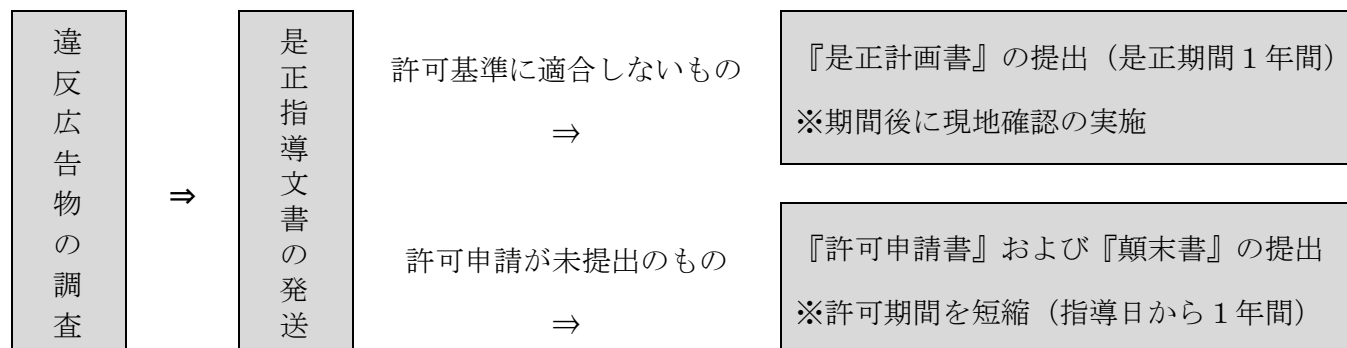 違反広告物の調査
⇒
是正指導文書の発送
許可基準に適合しないもの
⇒
『是正計画書』の提出（是正期間１年間）
※期間後に現地確認の実施
許可申請が未提出のもの
⇒
『許可申請書』および『顛末書』の提出
※許可期間を短縮（指導日から１年間）